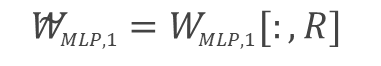 W̃_{MLP,1} = W_{MLP,1}[:, R]